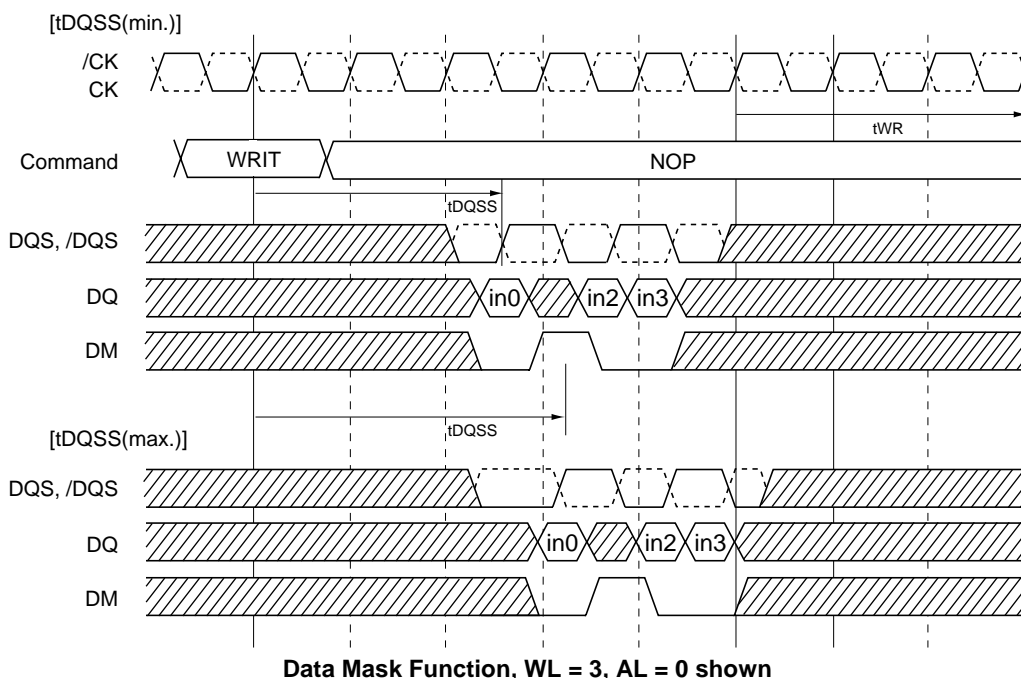 [tDQSS(min.)]
/CK
CK
tWR
Command WRIT NOP
tDQSS
DQS, /DQS
DQ in0 in2 in3
DM
tDQSS
[tDQSS(max.)]
DQS, /DQS
DQ in0 in2 in3
DM
Data Mask Function, WL = 3, AL = 0 shown